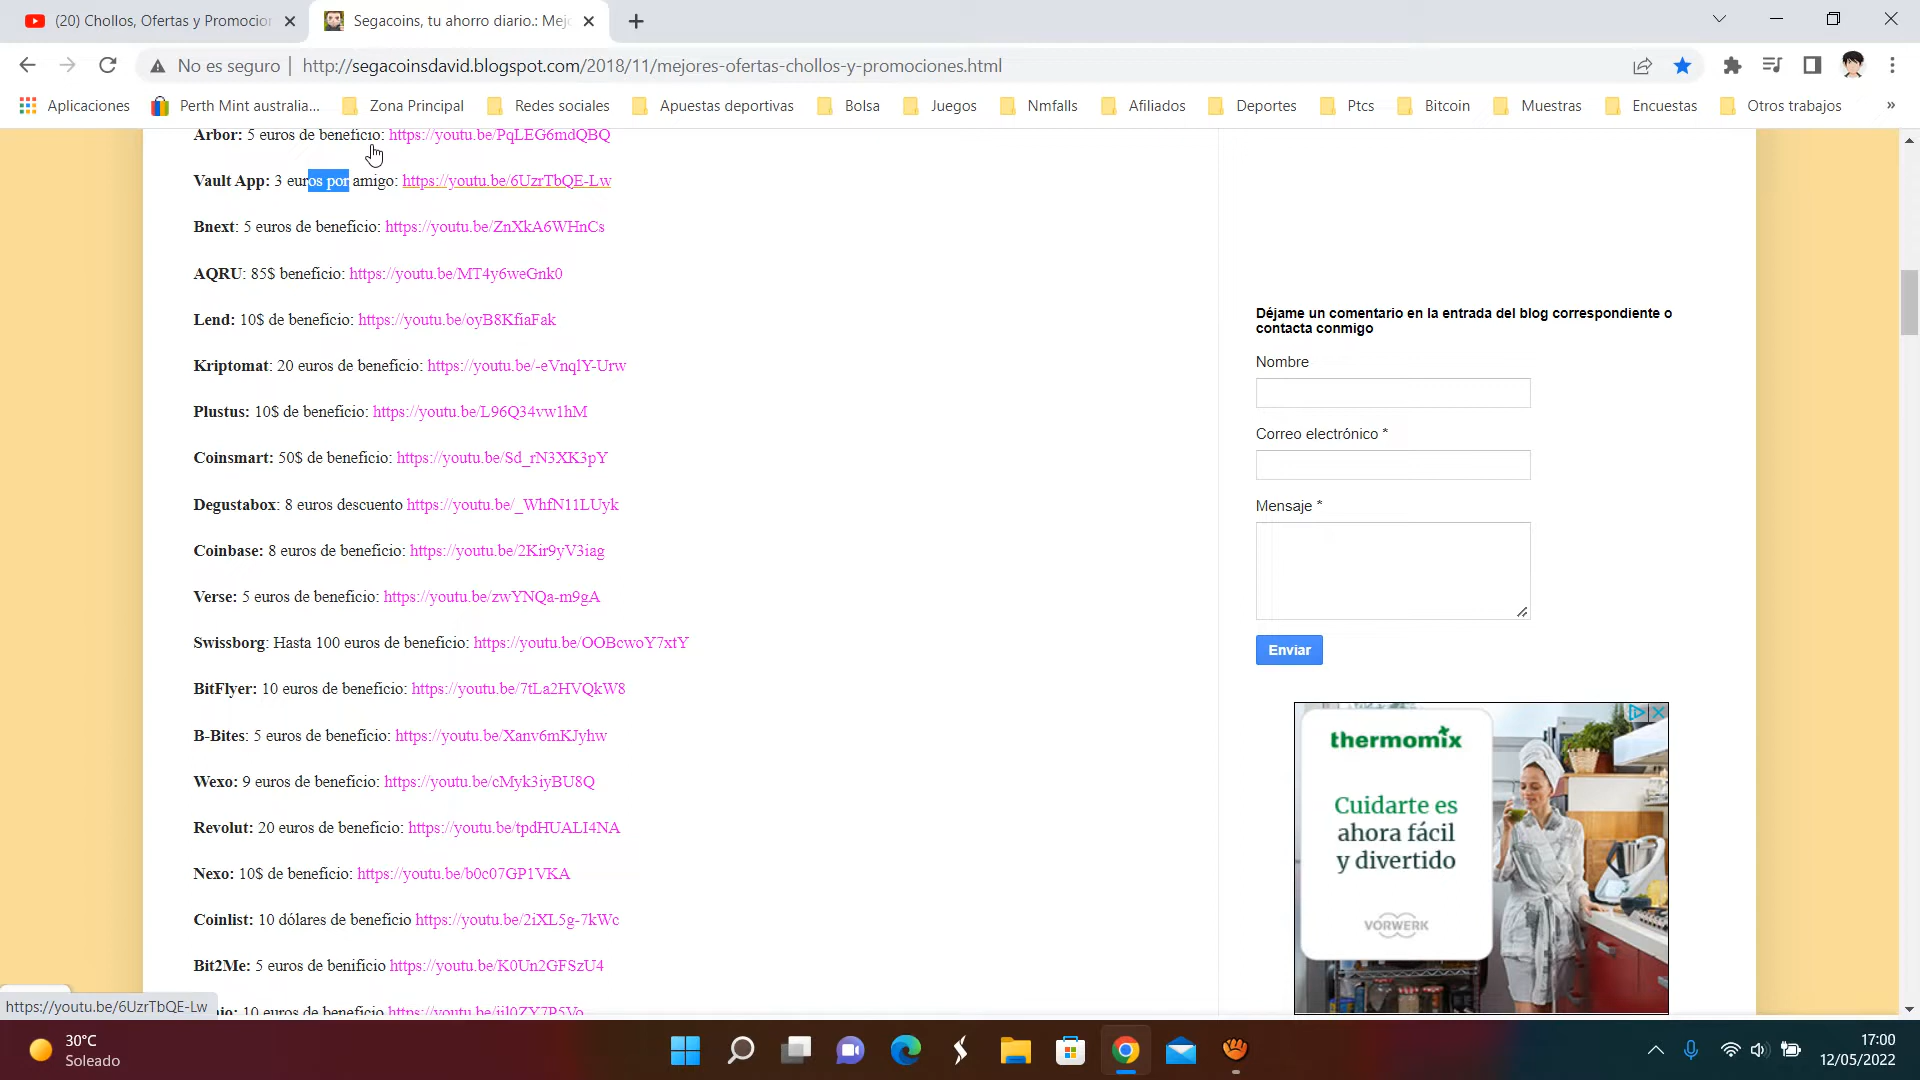 (20) Chollos, Ofertas y Promocion
Segacoins, tu ahorro diario.: Mejo
No es seguro
http://segacoinsdavid.blogspot.com/2018/11/mejores-ofertas-chollos-y-promociones.html
Aplicaciones
Perth Mint australia...
Zona Principal
Redes sociales
Apuestas deportivas
Bolsa
Juegos
Nmfalls
Afiliados
Deportes
Ptcs
Bitcoin
Muestras
Encuestas
Otros trabajos
»
Arbor: 5 euros de beneficio: https://youtu.be/PqLEG6mdQBQ
Vault App: 3 euros por amigo: https://youtu.be/6UzrTbQE-Lw
Bnext: 5 euros de beneficio: https://youtu.be/ZnXkA6WHnCs
AQRU: 85$ beneficio: https://youtu.be/MT4y6weGnk0
Lend: 10$ de beneficio: https://youtu.be/oyB8KfiaFak
Kriptomat: 20 euros de beneficio: https://youtu.be/-eVnqlY-Urw
Plustus: 10$ de beneficio: https://youtu.be/L96Q34vw1hM
Coinsmart: 50$ de beneficio: https://youtu.be/Sd_rN3XK3pY
Degustabox: 8 euros descuento https://youtu.be/_WhfN11LUyk
Coinbase: 8 euros de beneficio: https://youtu.be/2Kir9yV3iag
Verse: 5 euros de beneficio: https://youtu.be/zwYNQa-m9gA
Swissborg: Hasta 100 euros de beneficio: https://youtu.be/OOBcwoY7xtY
BitFlyer: 10 euros de beneficio: https://youtu.be/7tLa2HVQkW8
B-Bites: 5 euros de beneficio: https://youtu.be/Xanv6mKJyhw
Wexo: 9 euros de beneficio: https://youtu.be/cMyk3iyBU8Q
Revolut: 20 euros de beneficio: https://youtu.be/tpdHUALI4NA
Nexo: 10$ de beneficio: https://youtu.be/b0c07GP1VKA
Coinlist: 10 dólares de beneficio https://youtu.be/2iXL5g-7kWc
Bit2Me: 5 euros de benificio https://youtu.be/K0Un2GFSzU4
10 euros de beneficio
https://youtu.be/6UzrTbQE-Lw
Déjame un comentario en la entrada del blog correspondiente o
contacta conmigo
Nombre
Correo electrónico *
Mensaje *
Enviar
thermomix
Cuidarte es
ahora fácil
y divertido
VORWERK
30°C
Soleado
17:00
12/05/2022